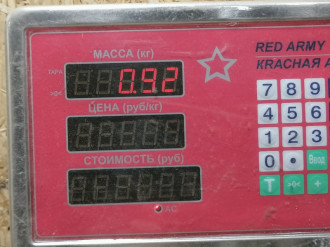 МАССА (кг)
0.92
ЦЕНА (руб/кг)
СТОИМОСТЬ (руб)
RED ARMY
КРАСНАЯ А
7 8 9
4 5 6
1 2 3
0 • Ввод
T +